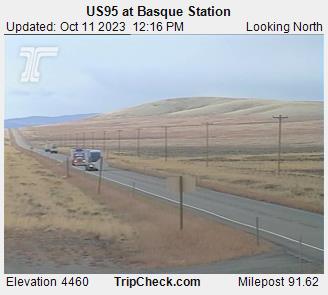 US95 at Basque Station
Updated: Oct 11 2023 12:16 PM Looking North
Elevation 4460 TripCheck.com Milepost 91.62